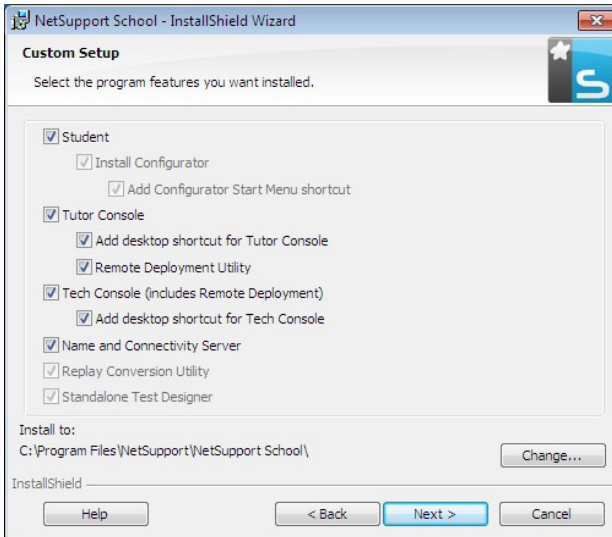 NetSupport School - InstallShield Wizard
Custom Setup
Select the program features you want installed.
S
Student
Install Configurator
Add Configurator Start Menu shortcut
Tutor Console
Add desktop shortcut for Tutor Console
Remote Deployment Utility
Tech Console (includes Remote Deployment)
Add desktop shortcut for Tech Console
Name and Connectivity Server
Replay Conversion Utility
Standalone Test Designer
Install to:
C:\Program Files\NetSupport\NetSupport School\
Change...
InstallShield
Help
< Back
Next >
Cancel